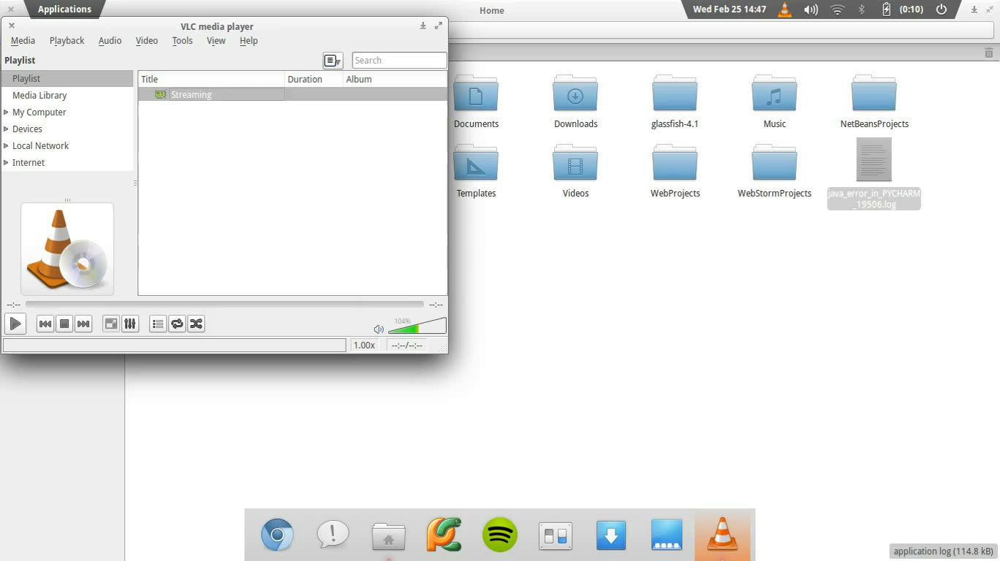 Applications
Home
Wed Feb 25 14:47
(0:10)
VLC media player
Media Playback Audio Video Tools View Help
Playlist
Search
Playlist
Media Library
My Computer
Devices
Local Network
Internet
Title Duration Album
Streaming
--:-- --:--
104%
1.00x --:--/--:--
Documents Downloads glassfish-4.1 Music NetBeansProjects
Templates Videos WebProjects WebStormProjects java_error_in_PYCHARM
_19506.log
application log (114.8 kB)